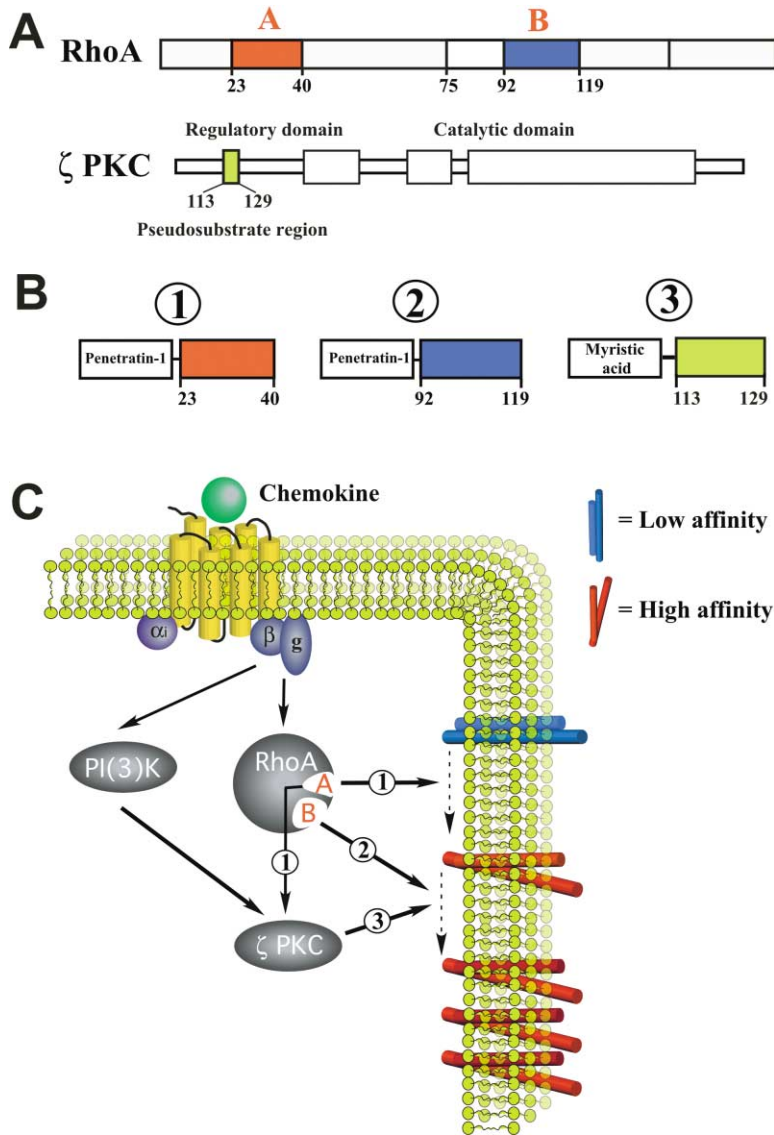 A
A
B
RhoA
23
40
75
92
119
Regulatory domain
Catalytic domain
ζ PKC
113
129
Pseudosubstrate region
B
1
2
3
Penetratin-1
Penetratin-1
Myristic
acid
23
40
92
119
113
129
C
Chemokine
= Low affinity
= High affinity
αi
β
g
PI(3)K
RhoA
A
1
B
2
1
3
ζ PKC